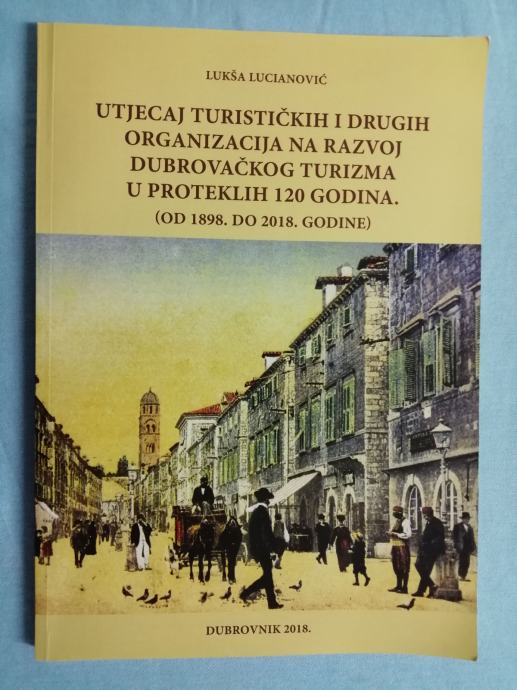 LUKŠA LUCIANOVIĆ
UTJECAJ TURISTIČKIH I DRUGIH
ORGANIZACIJA NA RAZVOJ
DUBROVAČKOG TURIZMA
U PROTEKLIH 120 GODINA.
(OD 1898. DO 2018. GODINE)
DUBROVNIK 2018.